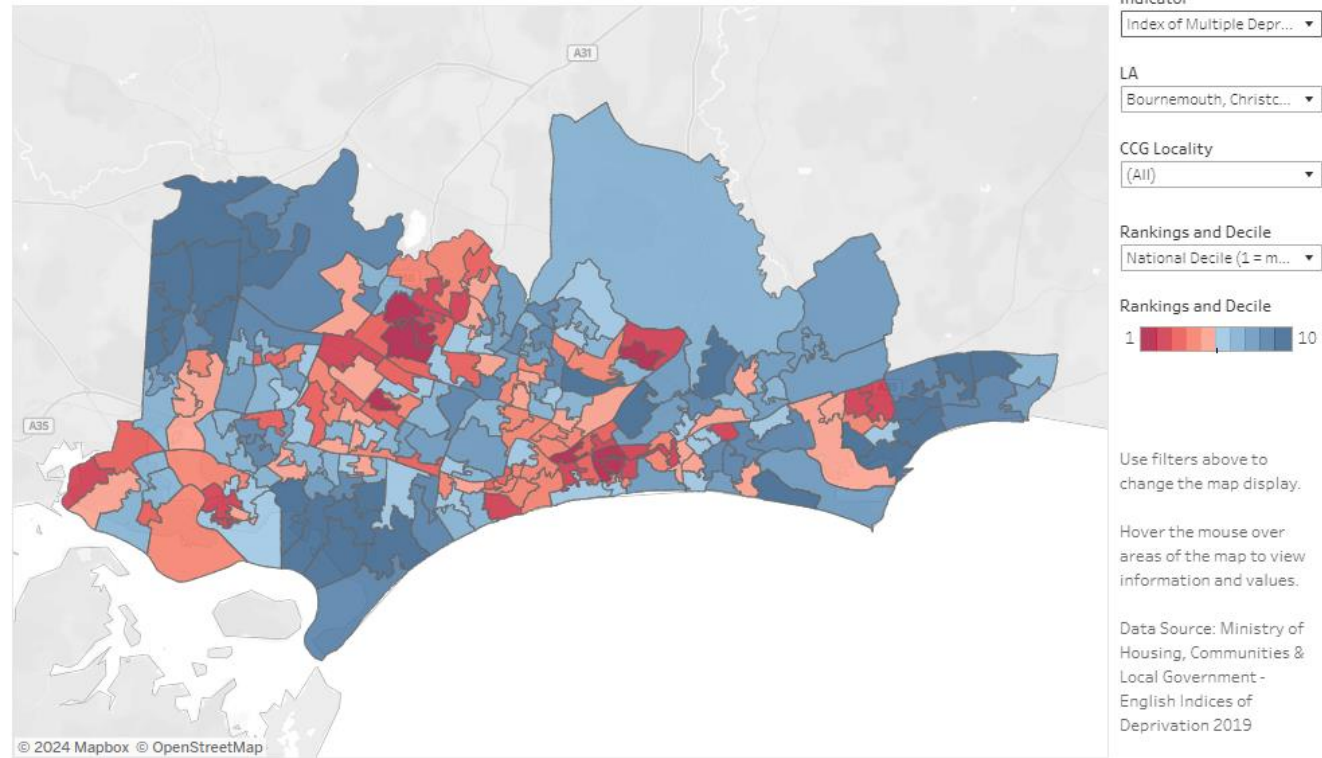 Indicator
Index of Multiple Depr...
LA
Bournemouth, Christc...
CCG Locality
(All)
Rankings and Decile
National Decile (1 = m...
Rankings and Decile
1 10
Use filters above to
change the map display.
Hover the mouse over
areas of the map to view
information and values.
Data Source: Ministry of
Housing, Communities &
Local Government -
English Indices of
Deprivation 2019
A31
A35
© 2024 Mapbox © OpenStreetMap